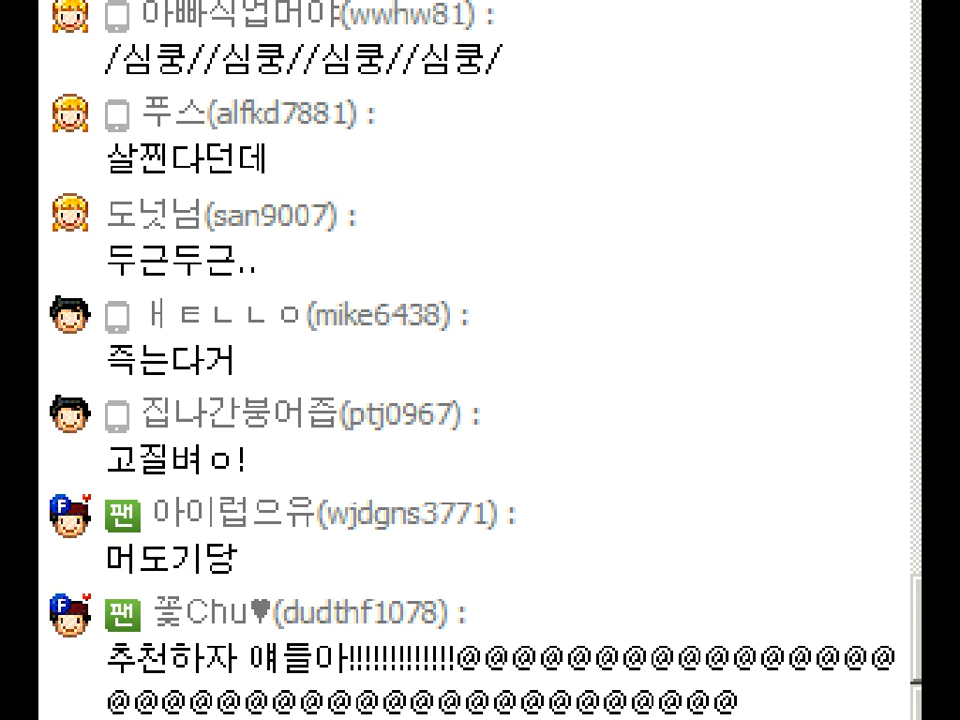 아빠직업머야(wwhw81) :
/심쿵//심쿵//심쿵//심쿵/
푸스(alfkd7881) :
살찐다던데
도넛님(san9007) :
두근두근..
ㅐㅌㄴㄴㅇ(mike6438) :
즉는다거
집나간붕어즙(ptj0967) :
고질벼ㅇ!
팬 아이럽으유(wjdgns3771) :
머도기당
팬 꽃Chu♥(dudthf1078) :
추천하자 얘들아!!!!!!!!!!!!!@@@@@@@@@@@@@@@@
@@@@@@@@@@@@@@@@@@@@@@@